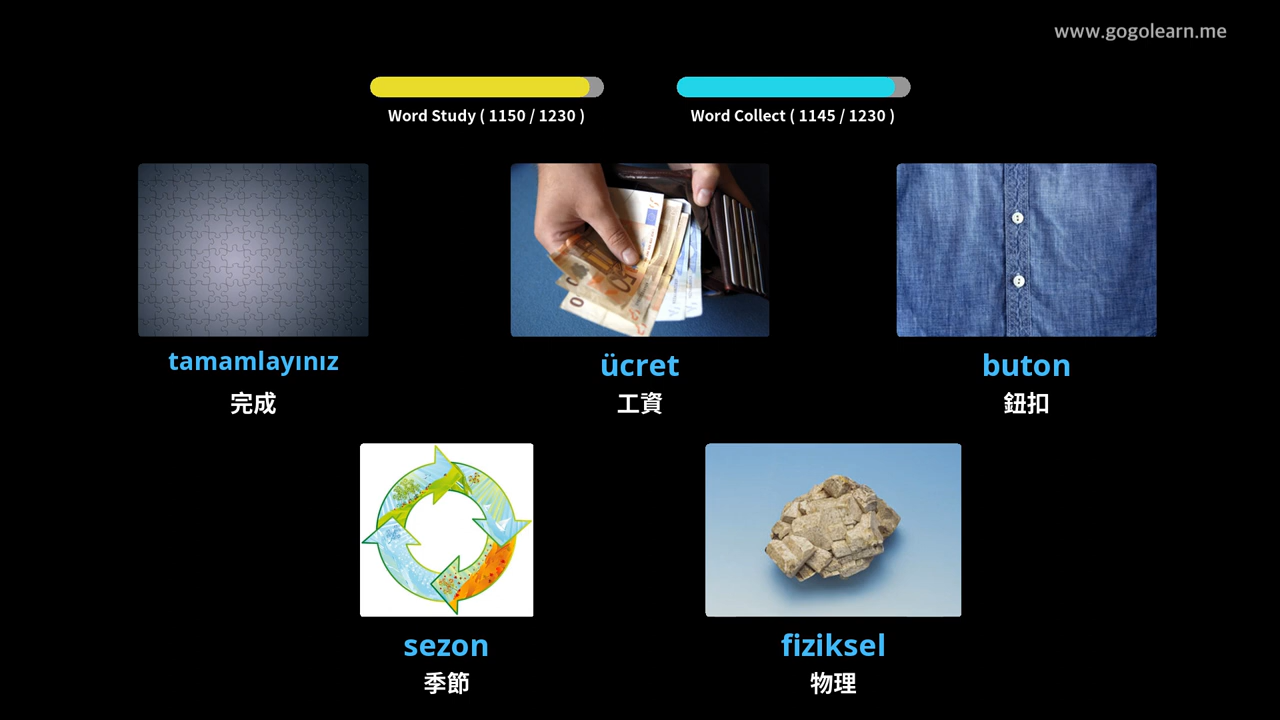 www.gogolearn.me
Word Study ( 1150 / 1230 )
Word Collect ( 1145 / 1230 )
tamamlayınız
完成
ücret
工資
buton
鈕扣
sezon
季節
fiziksel
物理